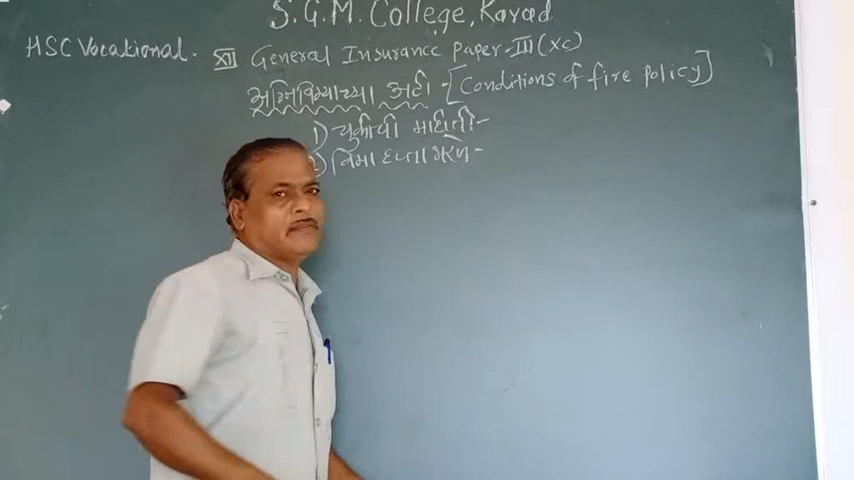 S.G.M. College, Karad
HSC Vocational. XII General Insurance Paper-III (XC)
अग्निविम्याच्या अटी - [Conditions of fire policy]
1) चुकीची माहिती:-
2) विमा हप्ता भरणे -